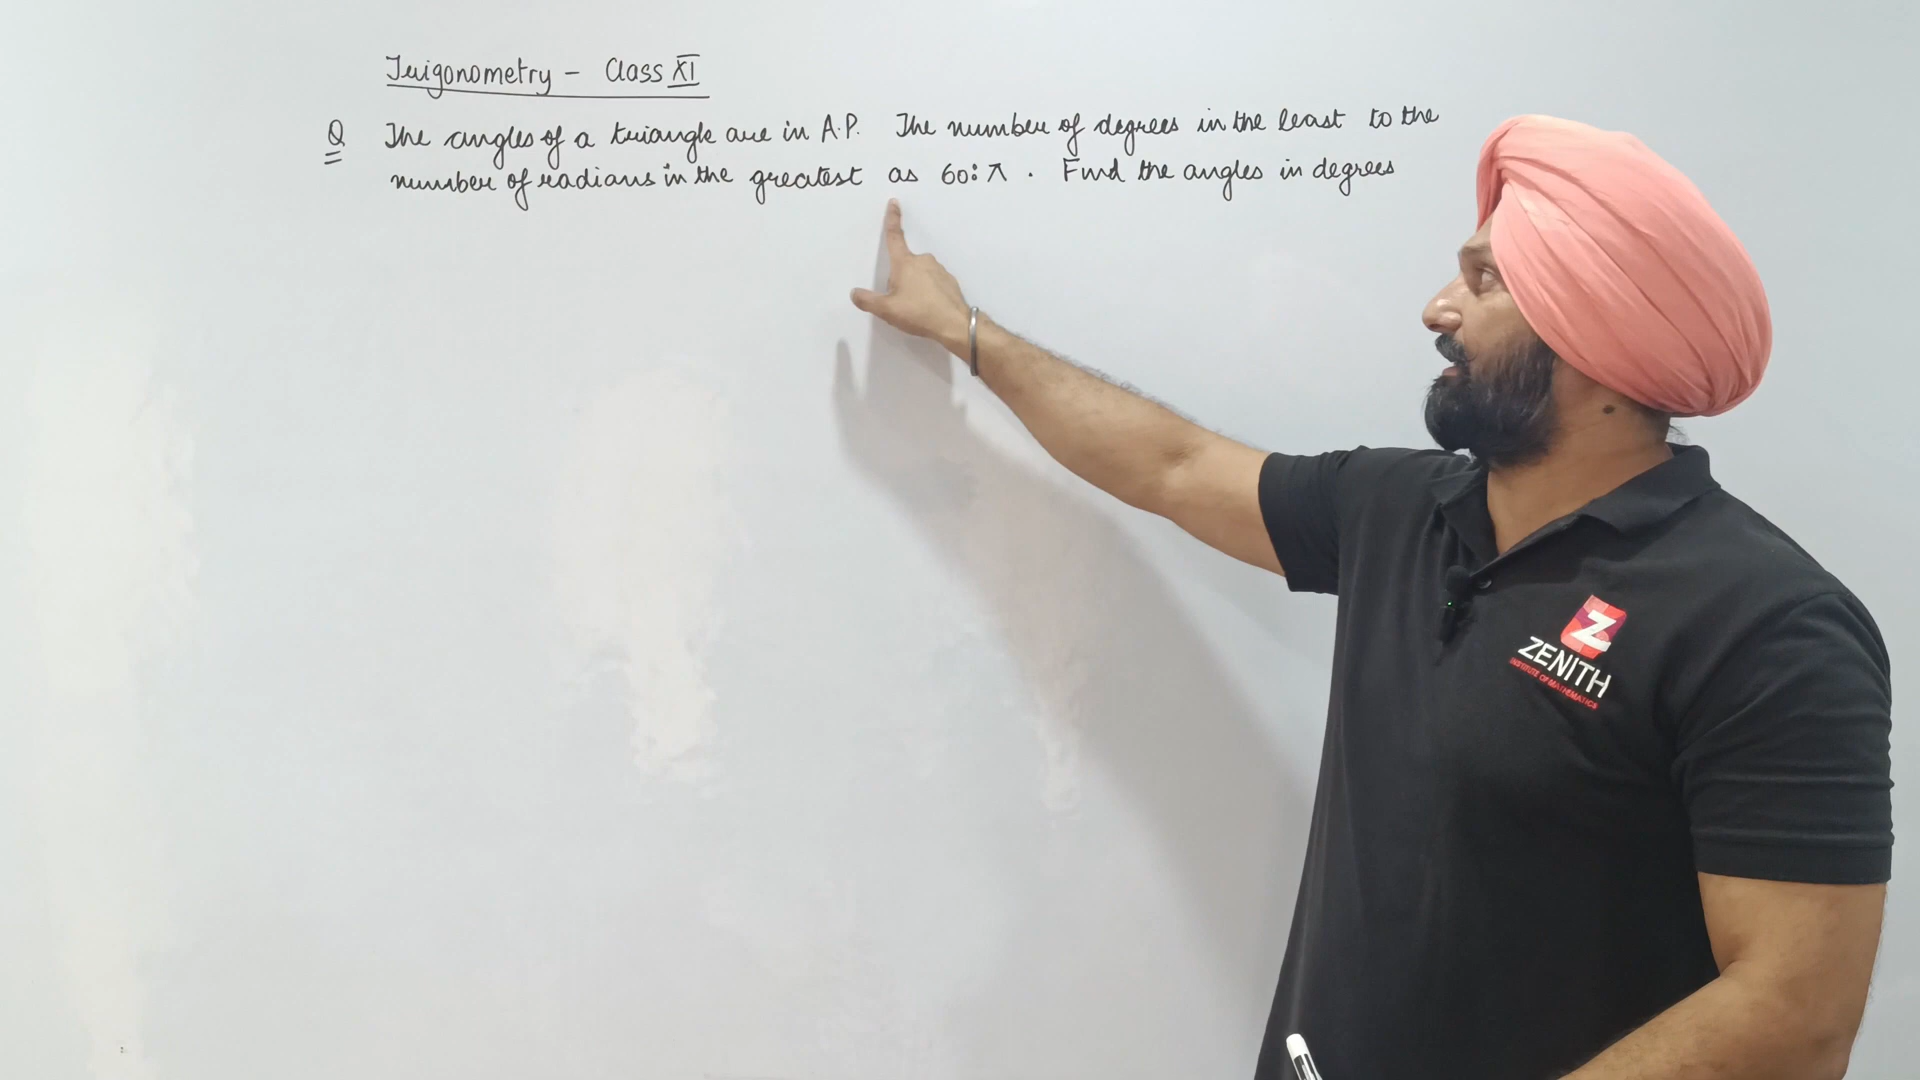 Trigonometry - Class XI
Q The angles of a triangle are in A.P. The number of degrees in the least to the
number of radians in the greatest as 60:π. Find the angles in degrees
Z
ZENITH
INSTITUTE OF MATHEMATICS